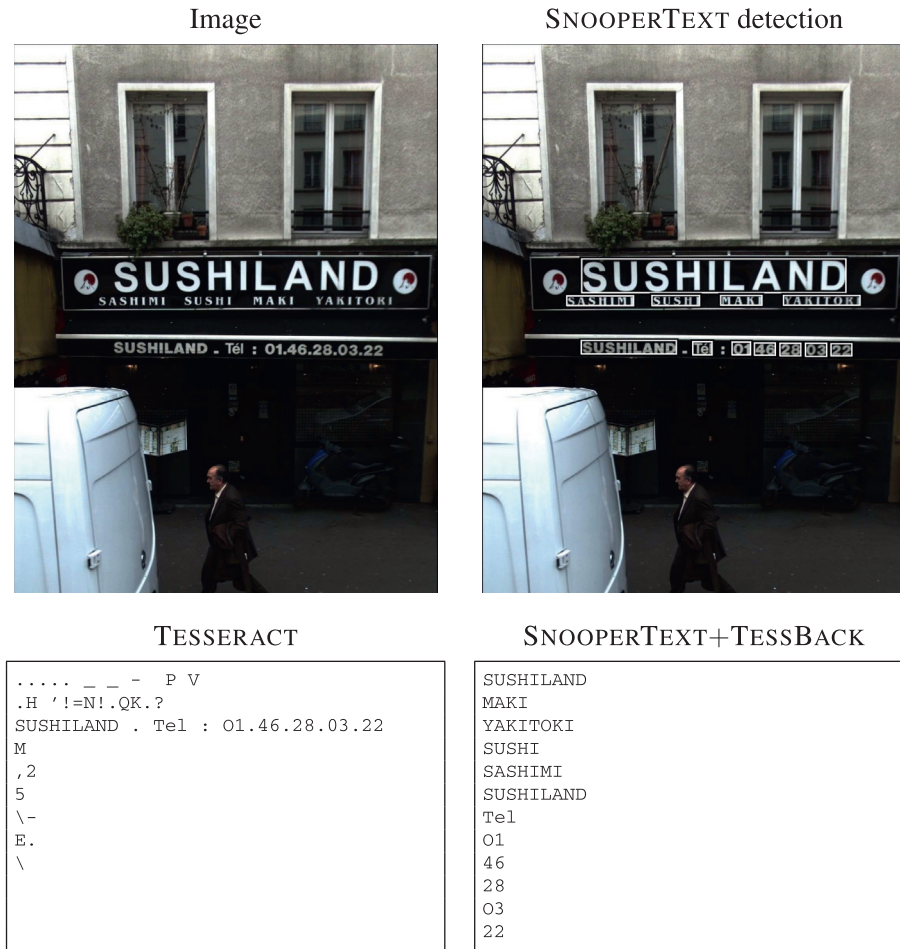 Image
SNOOPERTEXT detection
SUSHILAND
SASHIMI SUSHI MAKI YAKITORI
SUSHILAND - Tél : 01.46.28.03.22
SUSHILAND
SASHIMI SUSHI MAKI YAKITORI
SUSHILAND - Tél : 01 46 28 03 22
TESSERACT
..... _ _ - P V
.H '!=N!.QK.?
SUSHILAND . Tel : O1.46.28.03.22
M
,2
5
\-
E.
\
SNOOPERTEXT+TESSBACK
SUSHILAND
MAKI
YAKITOKI
SUSHI
SASHIMI
SUSHILAND
Tel
O1
46
28
O3
22